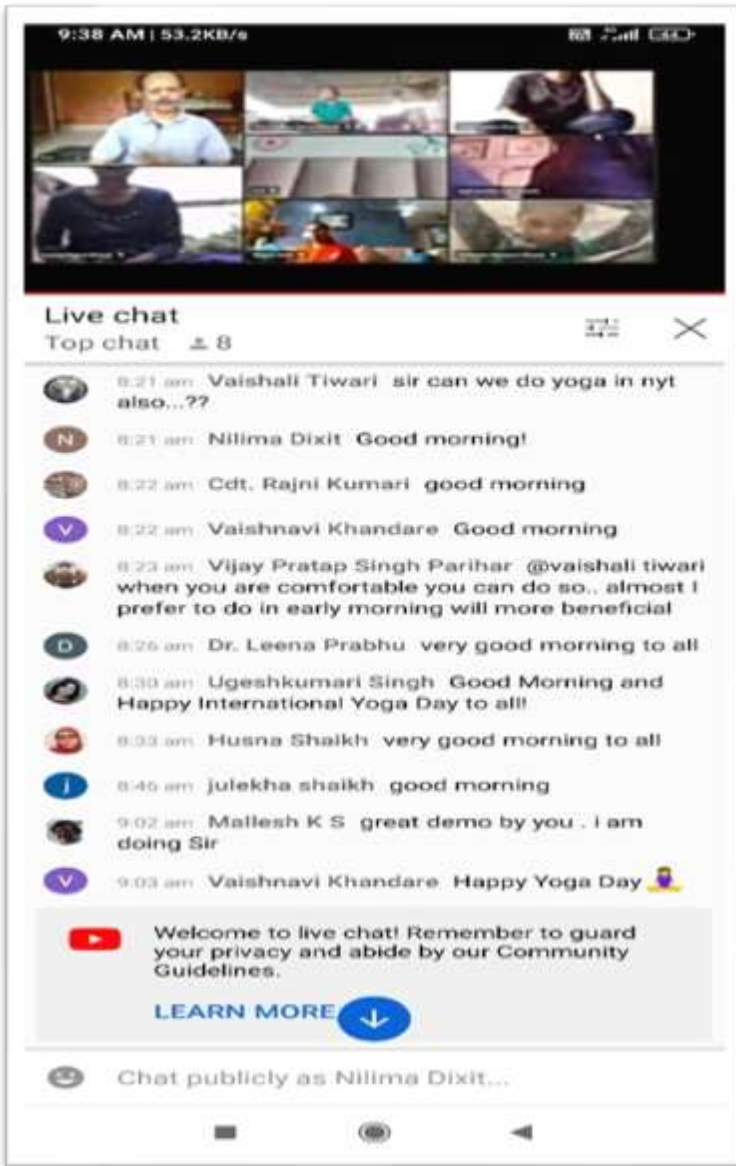 9:38 AM | 53.2KB/s
Live chat
Top chat 8
8:21 am Vaishali Tiwari sir can we do yoga in nyt
also...??
N 8:21 am Nilima Dixit Good morning!
8:22 am Cdt. Rajni Kumari good morning
V 8:22 am Vaishnavi Khandare Good morning
8:23 am Vijay Pratap Singh Parihar @vaishali tiwari
when you are comfortable you can do so.. almost I
prefer to do in early morning will more beneficial
D 8:26 am Dr. Leena Prabhu very good morning to all
8:30 am Ugeshkumari Singh Good Morning and
Happy International Yoga Day to all!
8:33 am Husna Shaikh very good morning to all
j 8:46 am julekha shaikh good morning
9:02 am Mallesh K S great demo by you . i am
doing Sir
V 9:03 am Vaishnavi Khandare Happy Yoga Day
Welcome to live chat! Remember to guard
your privacy and abide by our Community
Guidelines.
LEARN MORE
Chat publicly as Nilima Dixit...